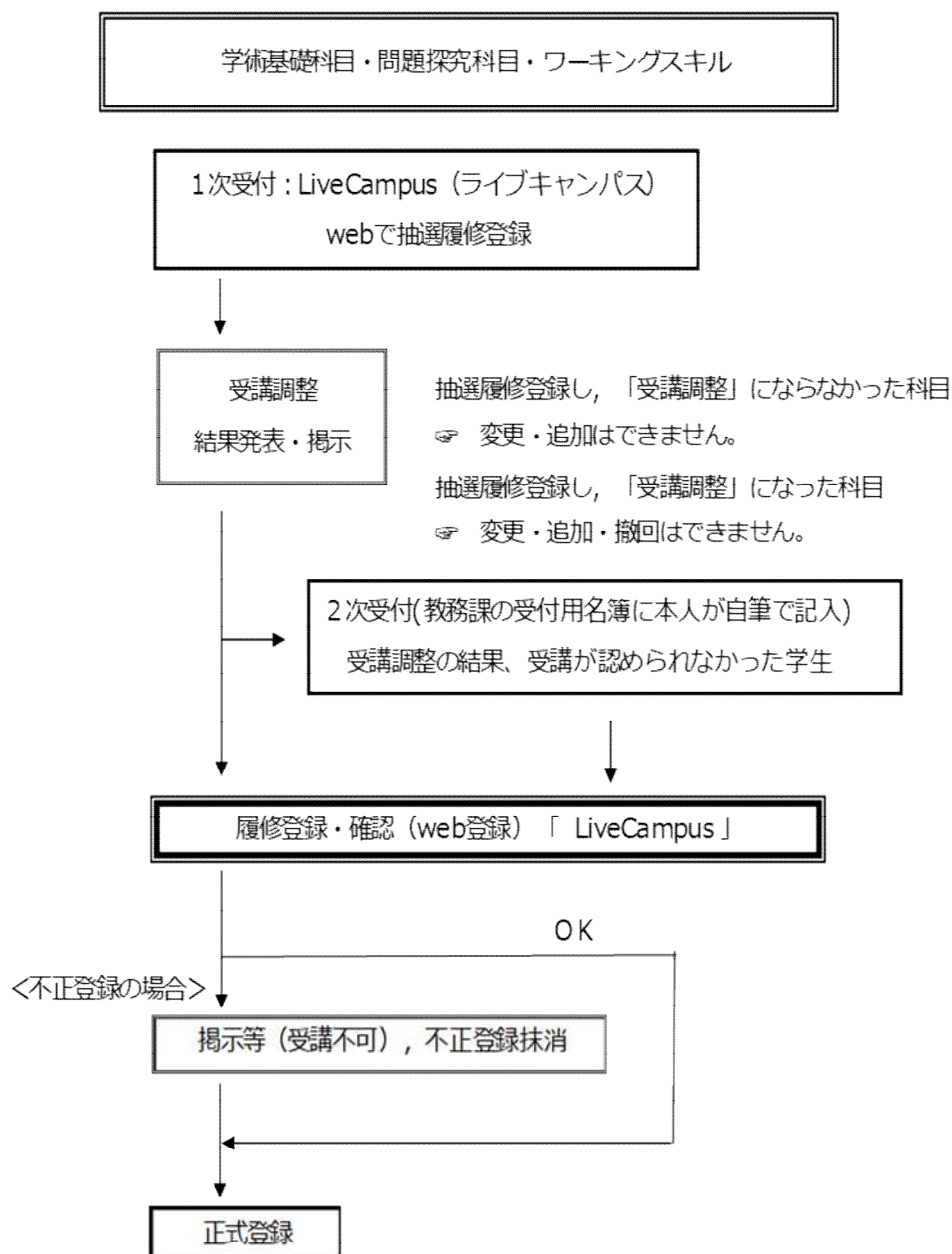 学術基礎科目・問題探究科目・ワーキングスキル
1次受付：LiveCampus（ライブキャンパス）
webで抽選履修登録
受講調整
結果発表・掲示
抽選履修登録し，「受講調整」にならなかった科目
☞ 変更・追加はできません。
抽選履修登録し，「受講調整」になった科目
☞ 変更・追加・撤回はできません。
2次受付(教務課の受付用名簿に本人が自筆で記入)
受講調整の結果、受講が認められなかった学生
履修登録・確認（web登録）「 LiveCampus 」
OK
＜不正登録の場合＞
掲示等（受講不可），不正登録抹消
正式登録